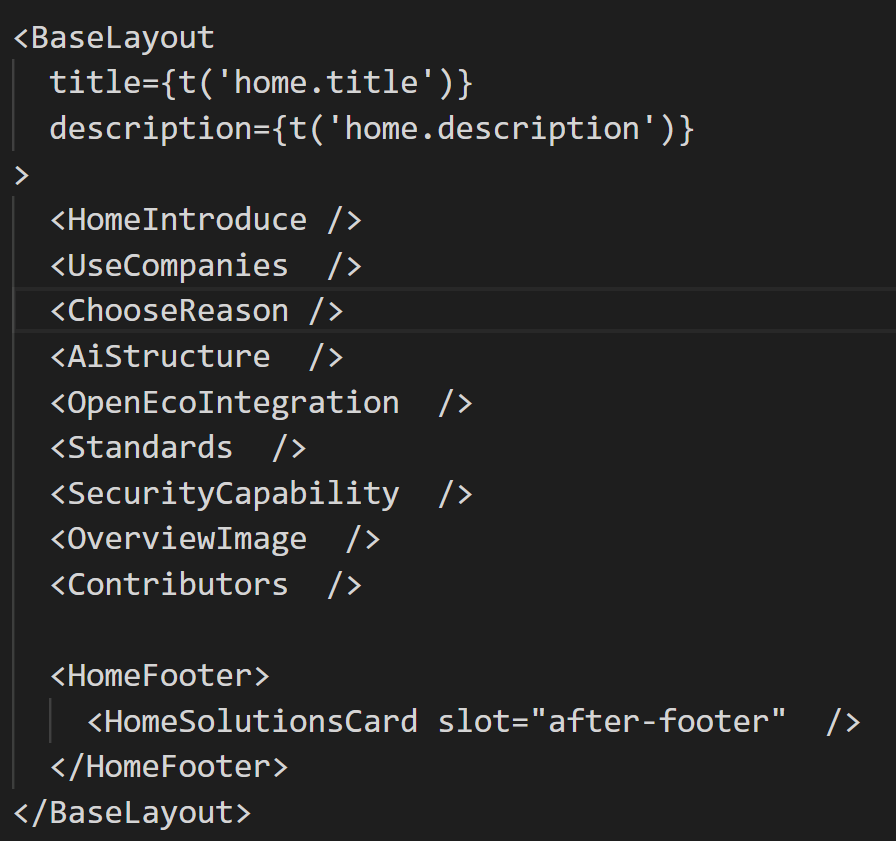 <BaseLayout
  title={t('home.title')}
  description={t('home.description')}
>
  <HomeIntroduce />
  <UseCompanies  />
  <ChooseReason />
  <AiStructure  />
  <OpenEcoIntegration  />
  <Standards  />
  <SecurityCapability  />
  <OverviewImage  />
  <Contributors  />

  <HomeFooter>
    <HomeSolutionsCard slot="after-footer"  />
  </HomeFooter>
</BaseLayout>